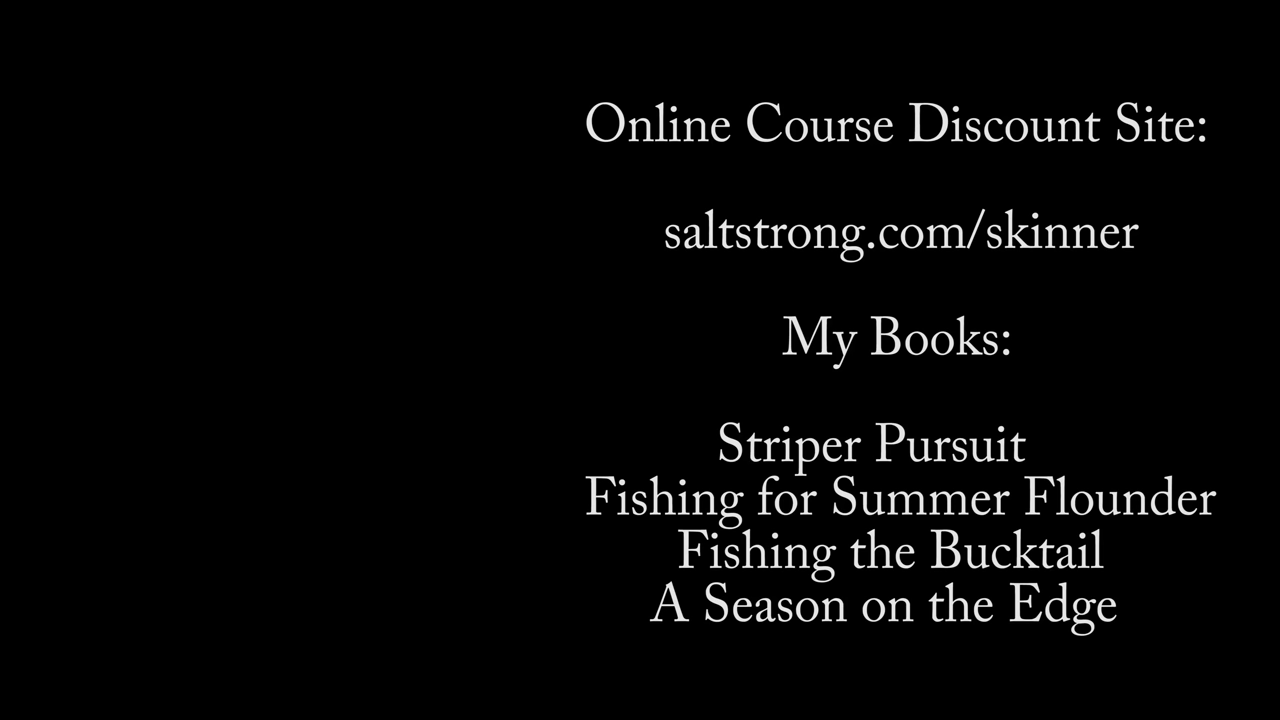 Online Course Discount Site:
saltstrong.com/skinner
My Books:
Striper Pursuit
Fishing for Summer Flounder
Fishing the Bucktail
A Season on the Edge